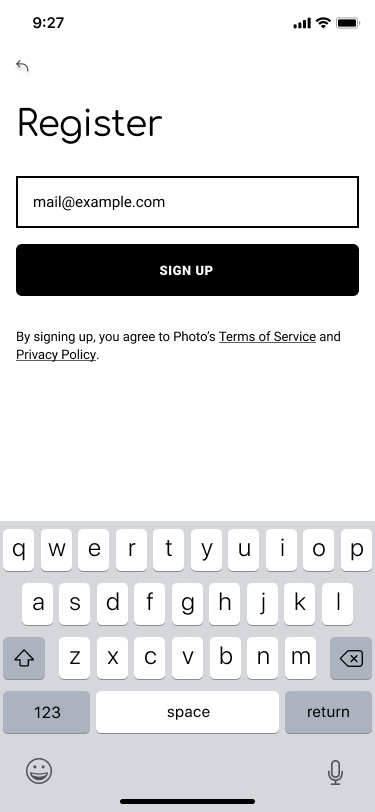 9:27
Register
mail@example.com
SIGN UP
By signing up, you agree to Photo's Terms of Service and
Privacy Policy.
q w e r t y u i o p
a s d f g h j k l
z x c v b n m
123 space return